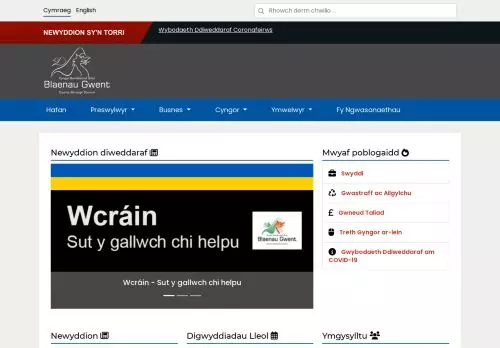 Cymraeg English
Rhowch derm chwilio ...
NEWYDDION SY'N TORRI
Wybodaeth Ddiweddaraf Coronafeirws
Blaenau Gwent
County Borough Council
Hafan Preswylwyr Busnes Cyngor Ymwelwyr Fy Ngwasanaethau
Newyddion diweddaraf
Wcráin
Sut y gallwch chi helpu
Blaenau Gwent
Wcráin - Sut y gallwch chi helpu
Mwyaf poblogaidd
Swyddi
Gwastraff ac Ailgylchu
Gwneud Taliad
Treth Gyngor ar-lein
Gwybodaeth Ddiweddaraf am
COVID-19
Newyddion
Digwyddiadau Lleol
Ymgysylltu